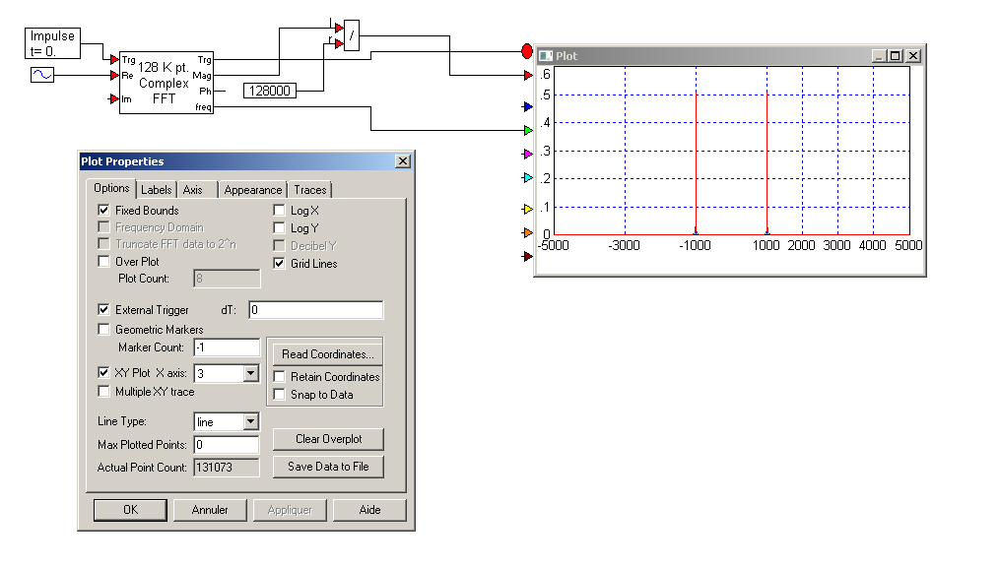 Impulse
t= 0.
Trg
Re
Im
128 K pt.
Complex
FFT
Trg
Mag
Ph
freq
128000
l
r
/
Plot
.6
.5
.4
.3
.2
.1
0
-5000 -3000 -1000 1000 2000 3000 4000 5000
Plot Properties
Options Labels Axis Appearance Traces
Fixed Bounds
Frequency Domain
Truncate FFT data to 2^n
Over Plot
Plot Count: 8
Log X
Log Y
Decibel Y
Grid Lines
External Trigger dT: 0
Geometric Markers
Marker Count: -1
XY Plot X axis: 3
Multiple XY trace
Read Coordinates...
Retain Coordinates
Snap to Data
Line Type: line
Max Plotted Points: 0
Actual Point Count: 131073
Clear Overplot
Save Data to File
OK Annuler Appliquer Aide